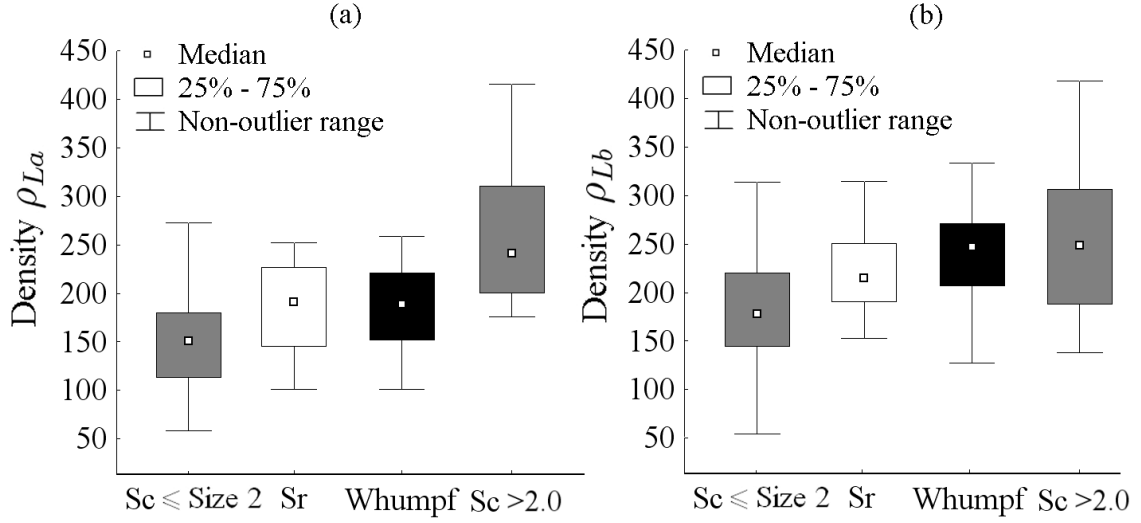 (a)
Density ρLa
450
400
350
300
250
200
150
100
50
Median
25% - 75%
Non-outlier range
Sc ⩽ Size 2 Sr Whumpf Sc >2.0
(b)
Density ρLb
450
400
350
300
250
200
150
100
50
Median
25% - 75%
Non-outlier range
Sc ⩽ Size 2 Sr Whumpf Sc >2.0